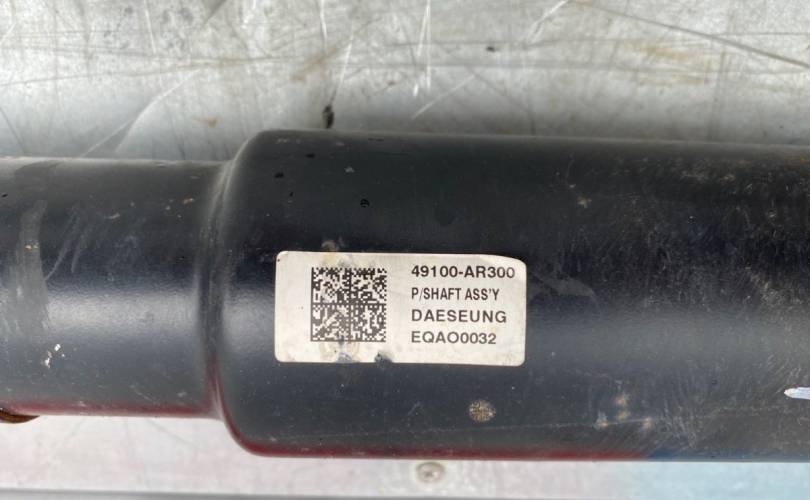 49100-AR300
P/SHAFT ASS'Y
DAESEUNG
EQAO0032